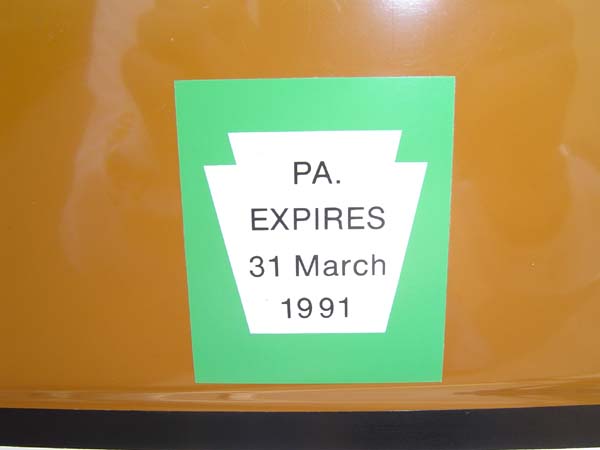 PA.
EXPIRES
31 March
1991